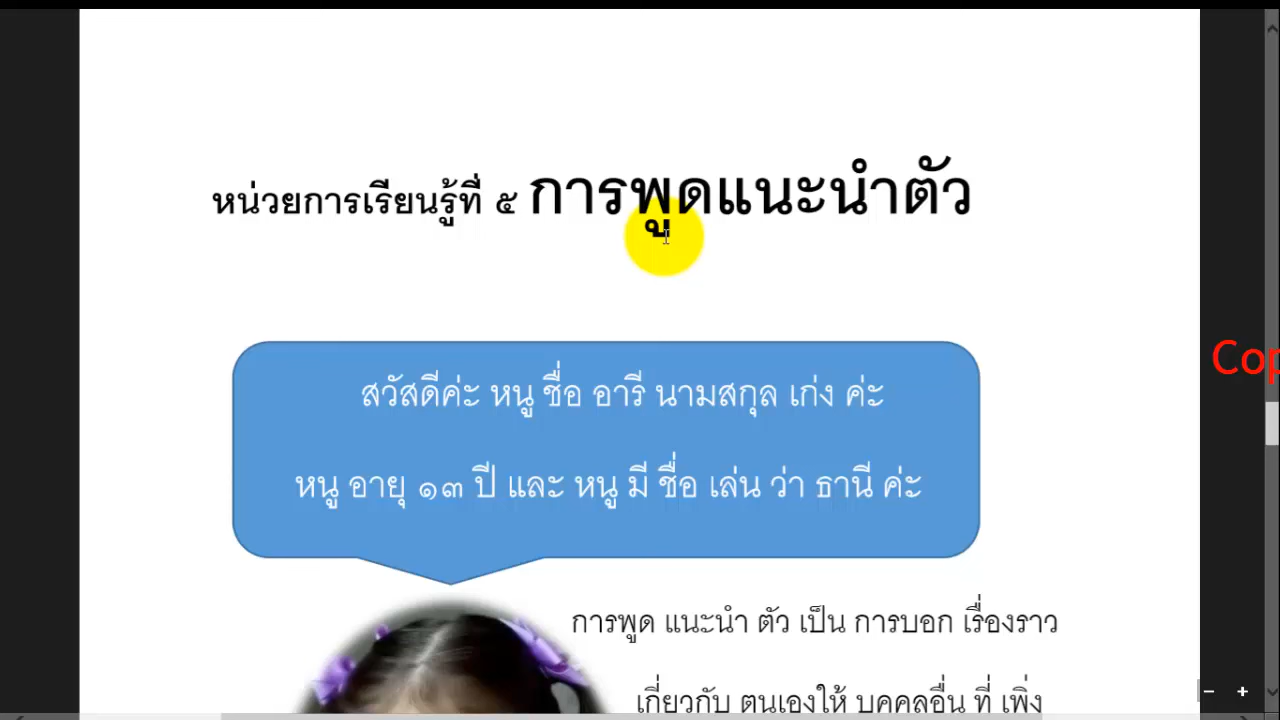 หน่วยการเรียนรู้ที่ ๕ การพูดแนะนำตัว
สวัสดีค่ะ หนู ชื่อ อารี นามสกุล เก่ง ค่ะ
หนู อายุ ๑๓ ปี และ หนู มี ชื่อ เล่น ว่า ธานี ค่ะ
การพูด แนะนำ ตัว เป็น การบอก เรื่องราว
เกี่ยวกับ ตนเองให้ บุคคลอื่น ที่ เพิ่ง